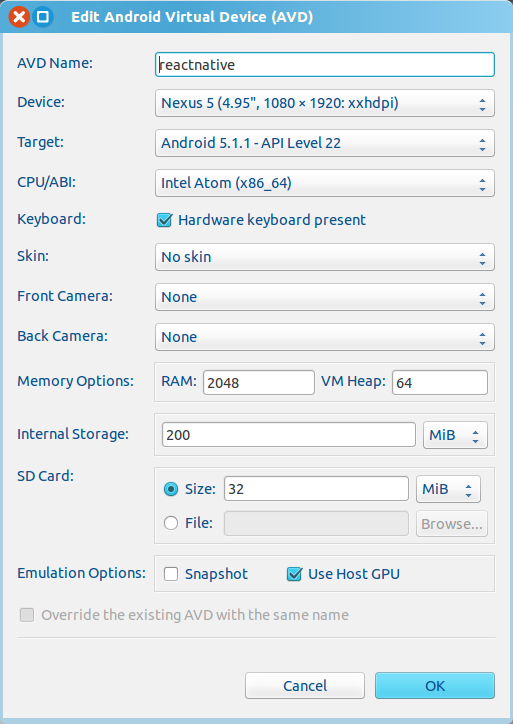 Edit Android Virtual Device (AVD)
AVD Name: reactnative
Device: Nexus 5 (4.95", 1080 × 1920: xxhdpi)
Target: Android 5.1.1 - API Level 22
CPU/ABI: Intel Atom (x86_64)
Keyboard: Hardware keyboard present
Skin: No skin
Front Camera: None
Back Camera: None
Memory Options: RAM: 2048 VM Heap: 64
Internal Storage: 200 MiB
SD Card:
Size: 32 MiB
File: Browse...
Emulation Options: Snapshot Use Host GPU
Override the existing AVD with the same name
Cancel OK